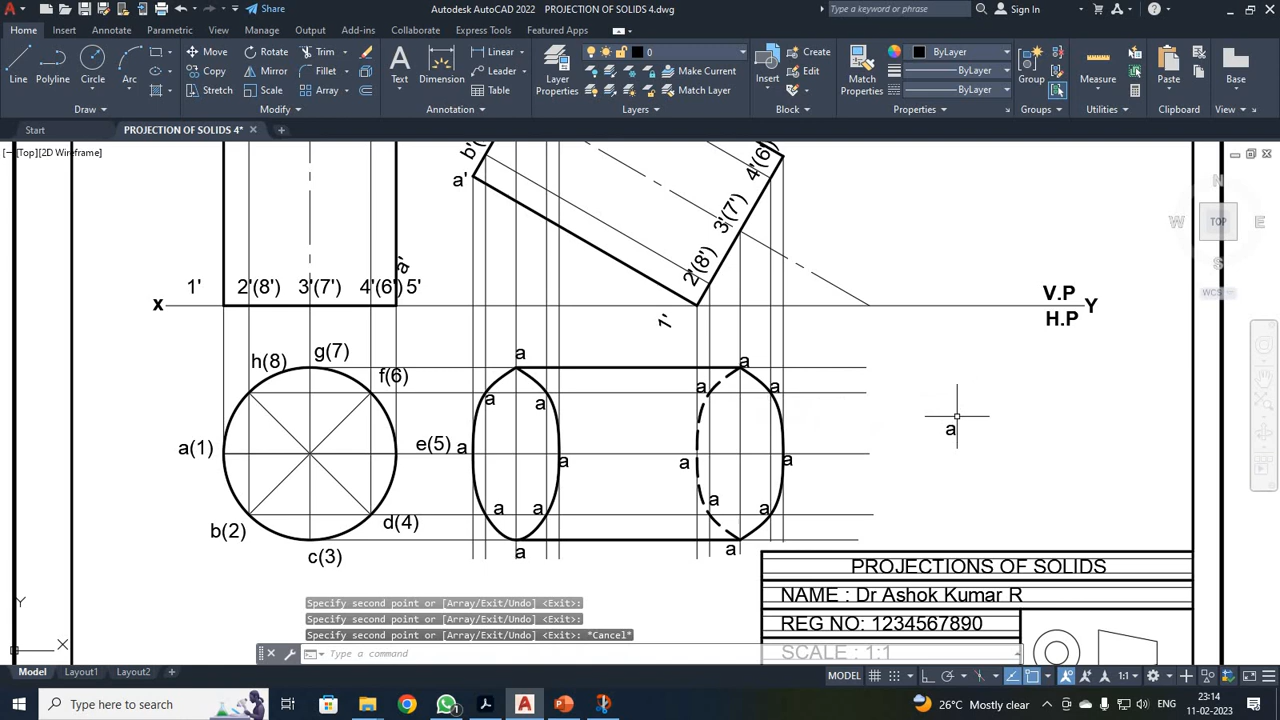 Autodesk AutoCAD 2022 PROJECTION OF SOLIDS 4.dwg
Share
Type a keyword or phrase
Sign In
Home Insert Annotate Parametric View Manage Output Add-ins Collaborate Express Tools Featured Apps
Line Polyline Circle Arc
Move Rotate Trim
Copy Mirror Fillet
Stretch Scale Array
Text Dimension
Linear
Leader
Table
Layer Properties
0
Make Current
Match Layer
Insert
Create
Edit
Match Properties
ByLayer
ByLayer
ByLayer
Group
Measure
Paste
Base
Draw Modify Annotation Layers Block Properties Groups Utilities Clipboard View
Start PROJECTION OF SOLIDS 4*
[–][Top][2D Wireframe]
N
W TOP E
S
WCS
b'(
a'
4'(6')
3'(7')
2'(8')
1'
a'
1' 2'(8') 3'(7') 4'(6') 5'
X
V.P
Y
H.P
g(7)
h(8)
f(6)
a(1)
e(5)
b(2)
d(4)
c(3)
a a
a a a a
a a a a
a a a a
a a
a
PROJECTIONS OF SOLIDS
NAME : Dr Ashok Kumar R
REG NO: 1234567890
SCALE : 1:1
Specify second point or [Array/Exit/Undo] <Exit>:
Specify second point or [Array/Exit/Undo] <Exit>:
Specify second point or [Array/Exit/Undo] <Exit>: *Cancel*
Type a command
Y
X
Model Layout1 Layout2
MODEL
1:1
Type here to search
26°C Mostly clear
ENG
23:14
11-02-2023